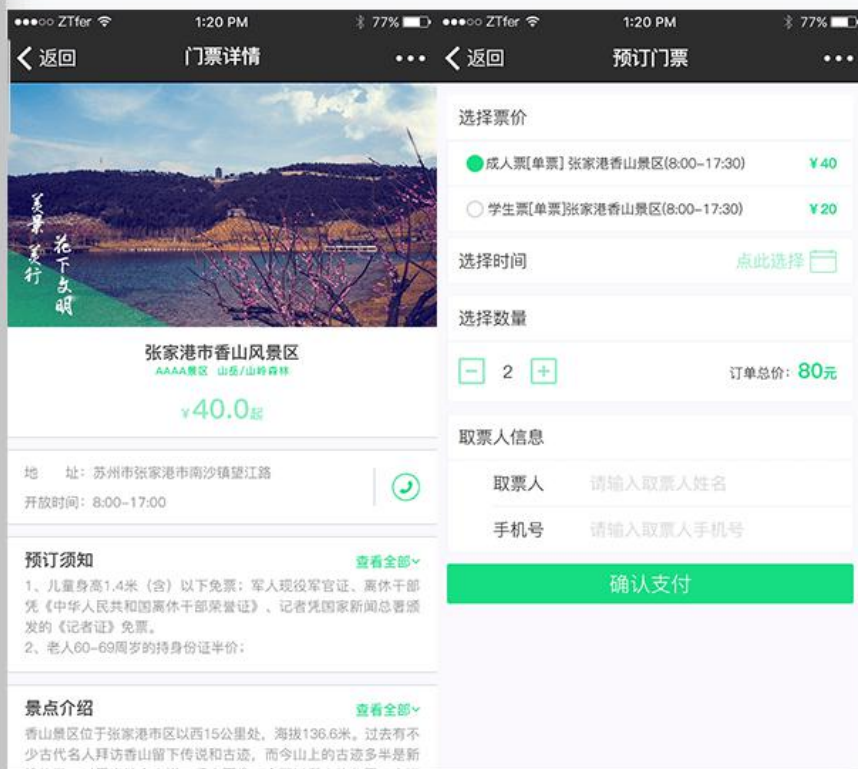 ZTfer
1:20 PM
77%
返回
门票详情
美景 美行
花下文明
张家港市香山风景区
AAAA景区 山岳/山岭森林
¥40.0起
地 址：苏州市张家港市南沙镇望江路
开放时间：8:00-17:00
预订须知
查看全部
1、儿童身高1.4米（含）以下免票；军人现役军官证、离休干部
凭《中华人民共和国离休干部荣誉证》、记者凭国家新闻总署颁
发的《记者证》免票。
2、老人60-69周岁的持身份证半价；
景点介绍
查看全部
香山景区位于张家港市区以西15公里处，海拔136.6米。过去有不
少古代名人拜访香山留下传说和古迹，而今山上的古迹多半是新
ZTfer
1:20 PM
77%
返回
预订门票
选择票价
成人票[单票] 张家港香山景区(8:00-17:30)
¥40
学生票[单票]张家港香山景区(8:00-17:30)
¥20
选择时间
点此选择
选择数量
2
订单总价：80元
取票人信息
取票人
请输入取票人姓名
手机号
请输入取票人手机号
确认支付